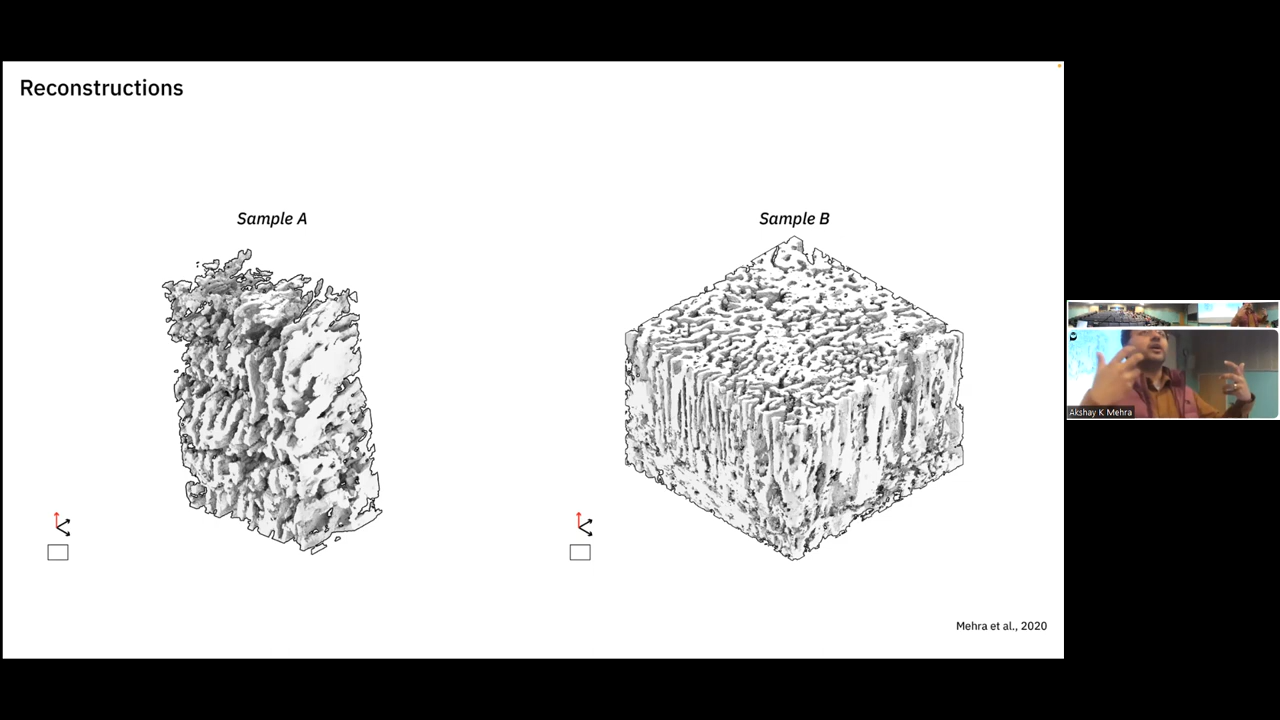 Reconstructions
Sample A
Sample B
Mehra et al., 2020
Akshay K Mehra